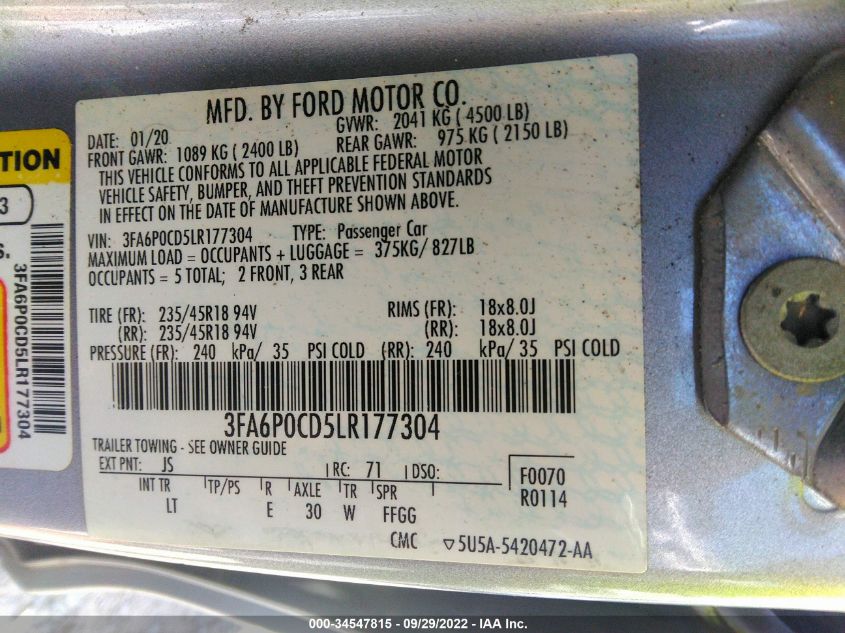 MFD. BY FORD MOTOR CO.
DATE: 01/20 GVWR: 2041 KG ( 4500 LB)
FRONT GAWR: 1089 KG ( 2400 LB) REAR GAWR: 975 KG ( 2150 LB)
THIS VEHICLE CONFORMS TO ALL APPLICABLE FEDERAL MOTOR
VEHICLE SAFETY, BUMPER, AND THEFT PREVENTION STANDARDS
IN EFFECT ON THE DATE OF MANUFACTURE SHOWN ABOVE.
VIN: 3FA6P0CD5LR177304 TYPE: Passenger Car
MAXIMUM LOAD = OCCUPANTS + LUGGAGE = 375KG/ 827LB
OCCUPANTS = 5 TOTAL; 2 FRONT, 3 REAR
TIRE (FR): 235/45R18 94V RIMS (FR): 18x8.0J
(RR): 235/45R18 94V (RR): 18x8.0J
PRESSURE (FR): 240 kPa/ 35 PSI COLD (RR): 240 kPa/ 35 PSI COLD
3FA6P0CD5LR177304
TRAILER TOWING - SEE OWNER GUIDE
EXT PNT: JS RC: 71 DSO: F0070
R0114
INT TR TP/PS R AXLE TR SPR
LT E 30 W FFGG
CMC ▽5U5A-5420472-AA
TION
3
S.
3FA6P0CD5LR177304
000-34547815 - 09/29/2022 - IAA Inc.